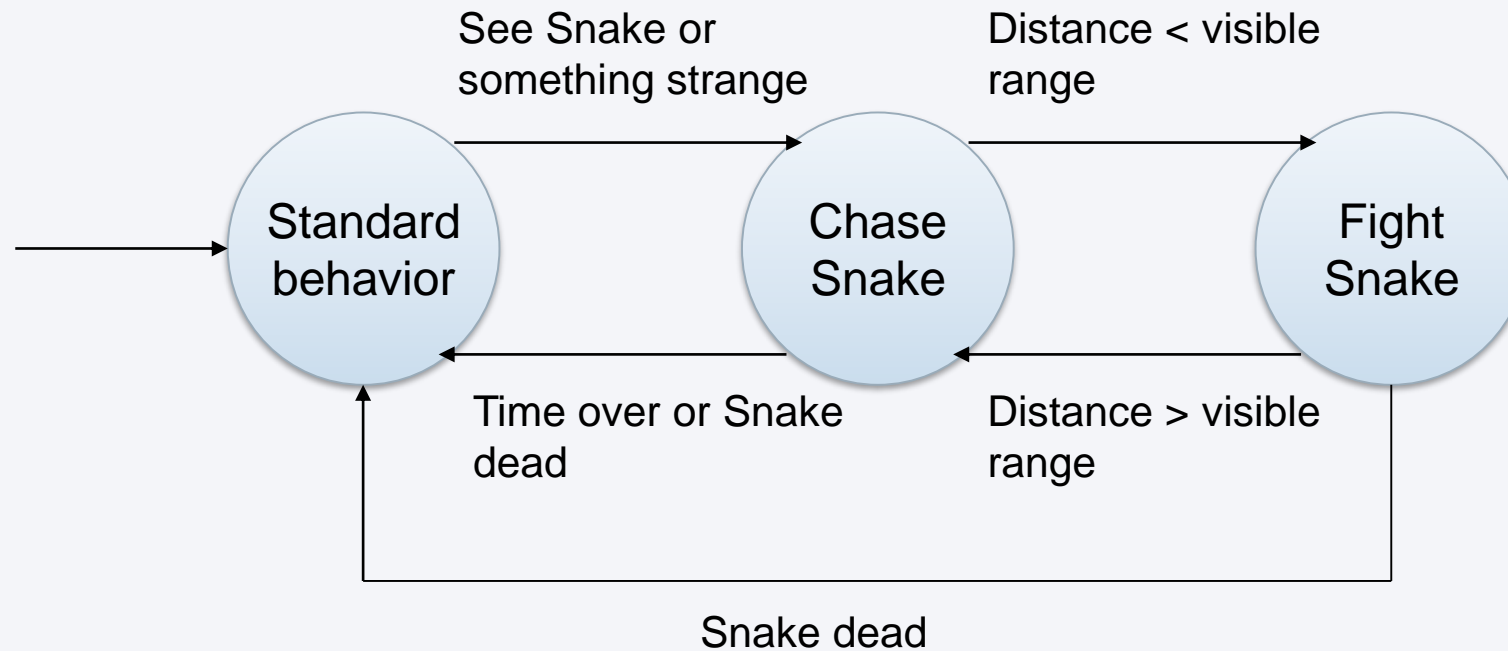 See Snake or
something strange
Distance < visible
range
Standard
behavior
Chase
Snake
Fight
Snake
Time over or Snake
dead
Distance > visible
range
Snake dead